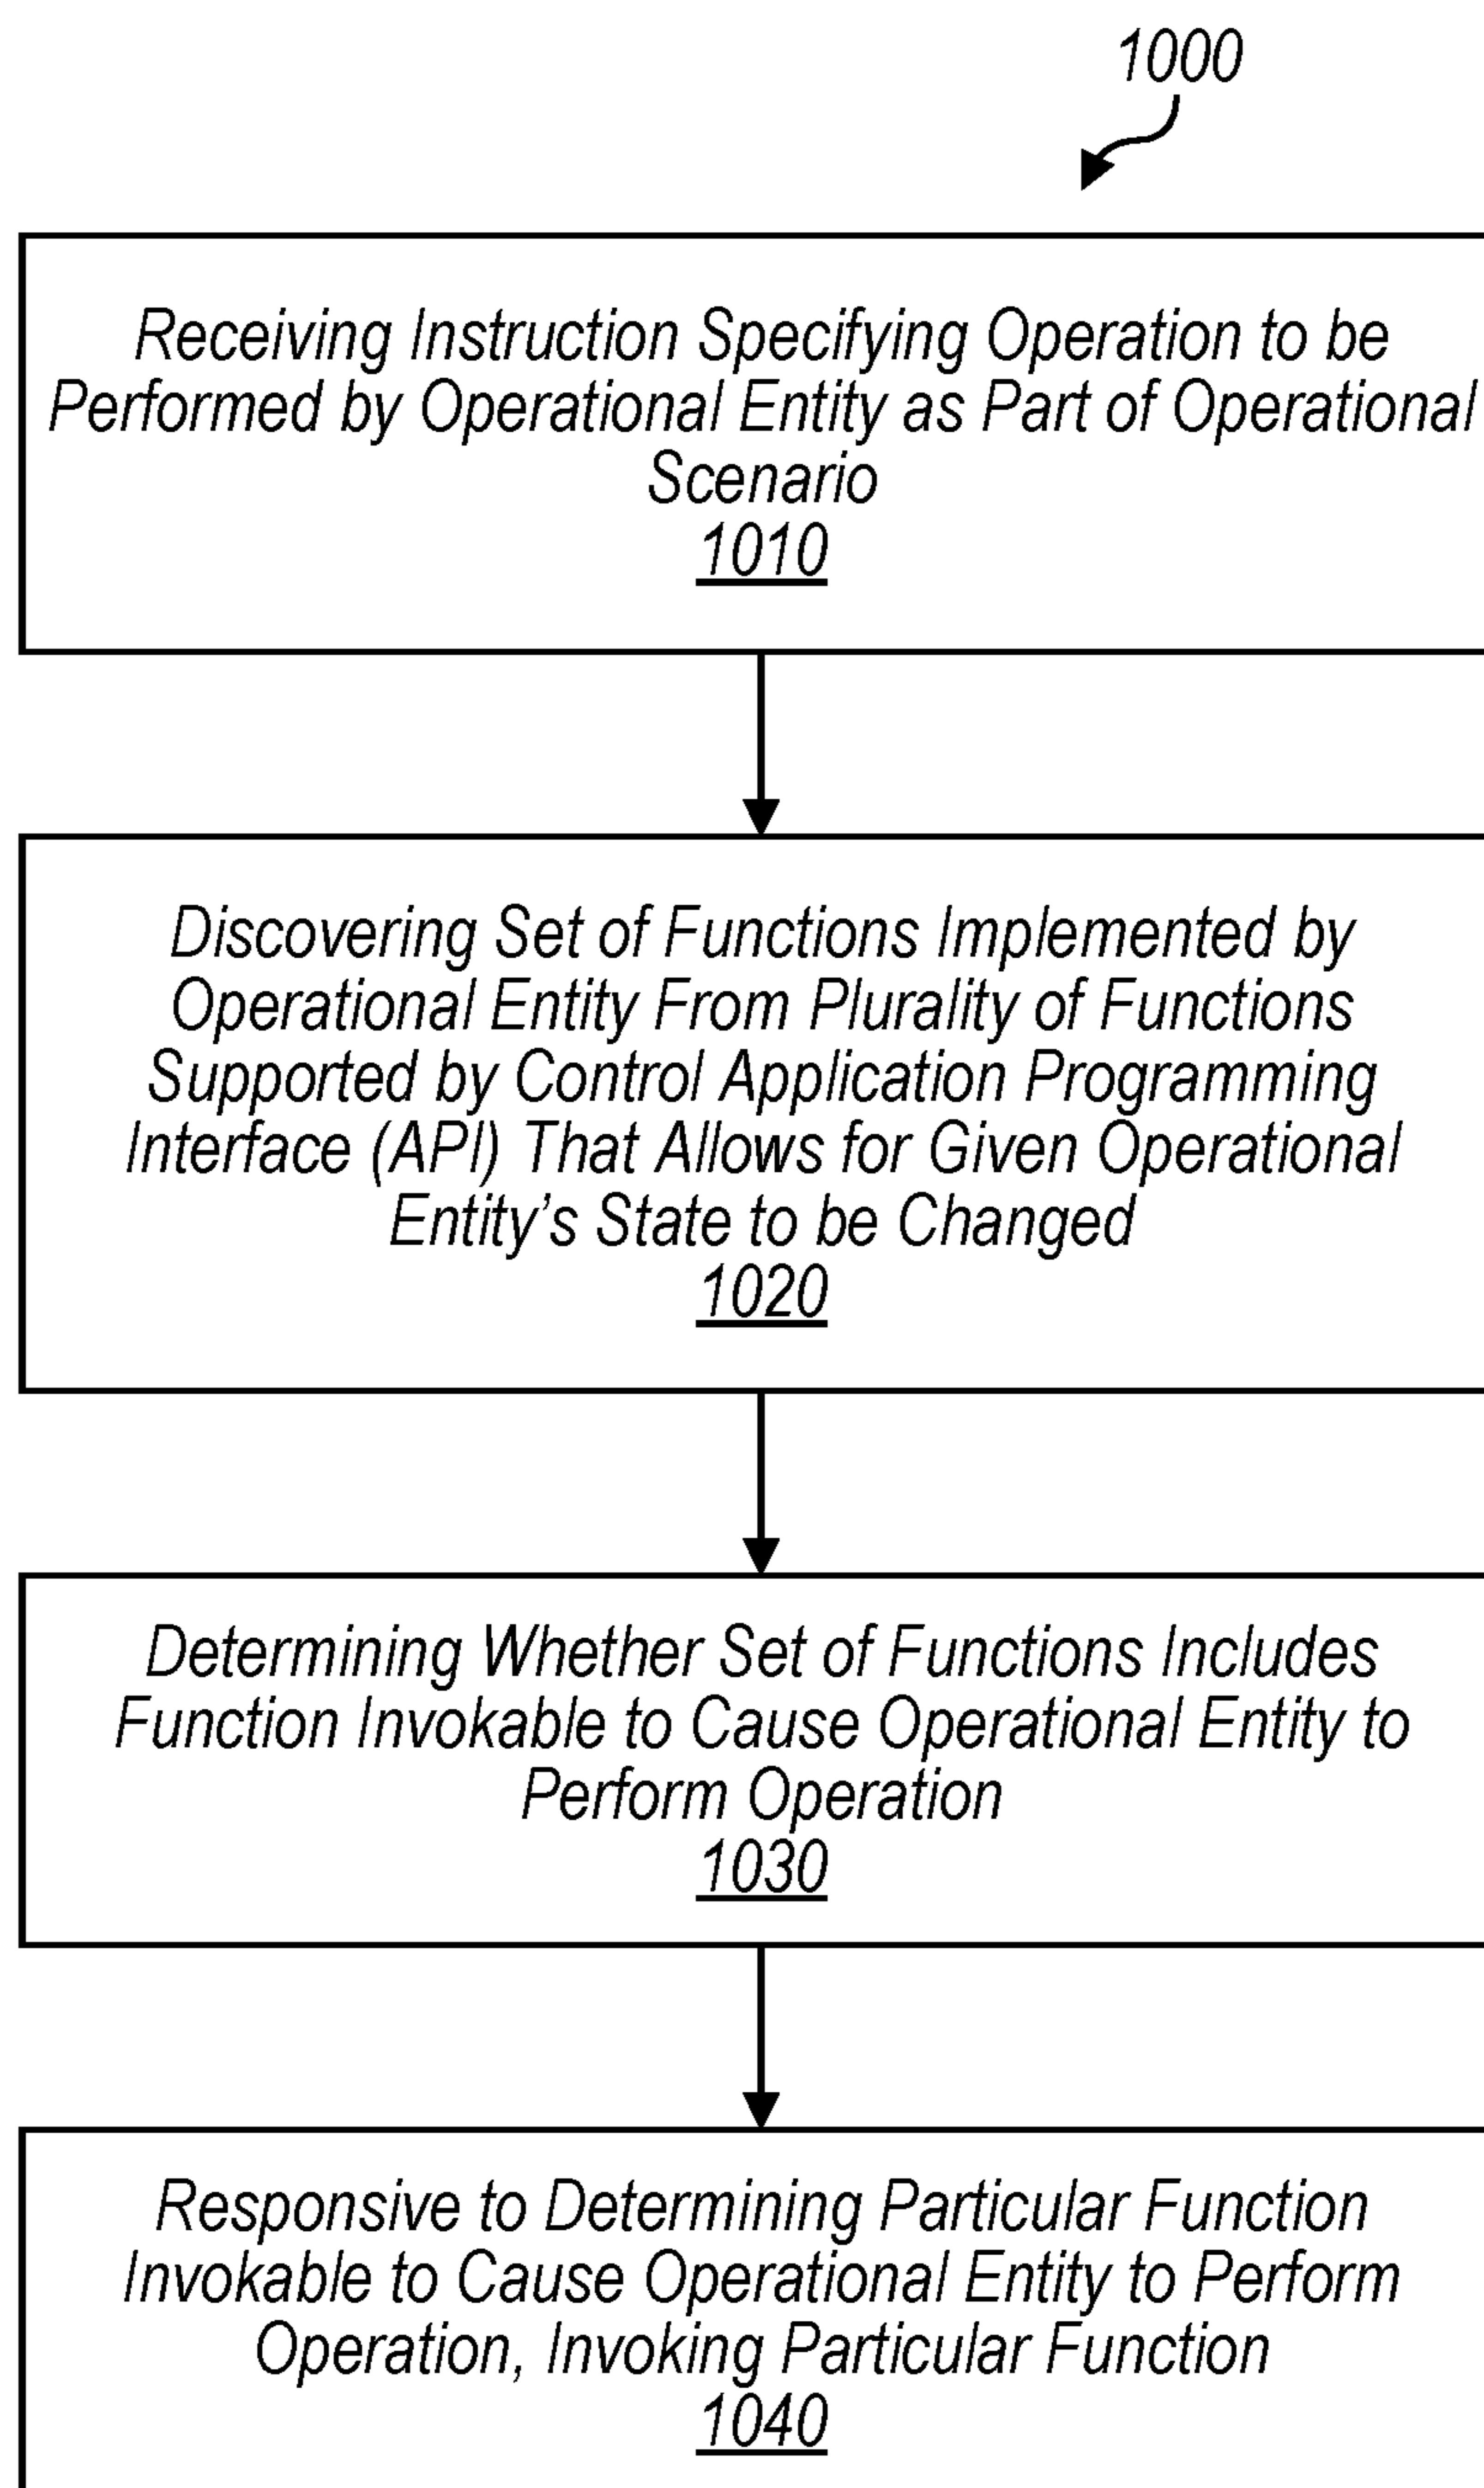 1000
Receiving Instruction Specifying Operation to be
Performed by Operational Entity as Part of Operational
Scenario
1010
Discovering Set of Functions Implemented by
Operational Entity From Plurality of Functions
Supported by Control Application Programming
Interface (API) That Allows for Given Operational
Entity’s State to be Changed
1020
Determining Whether Set of Functions Includes
Function Invokable to Cause Operational Entity to
Perform Operation
1030
Responsive to Determining Particular Function
Invokable to Cause Operational Entity to Perform
Operation, Invoking Particular Function
1040